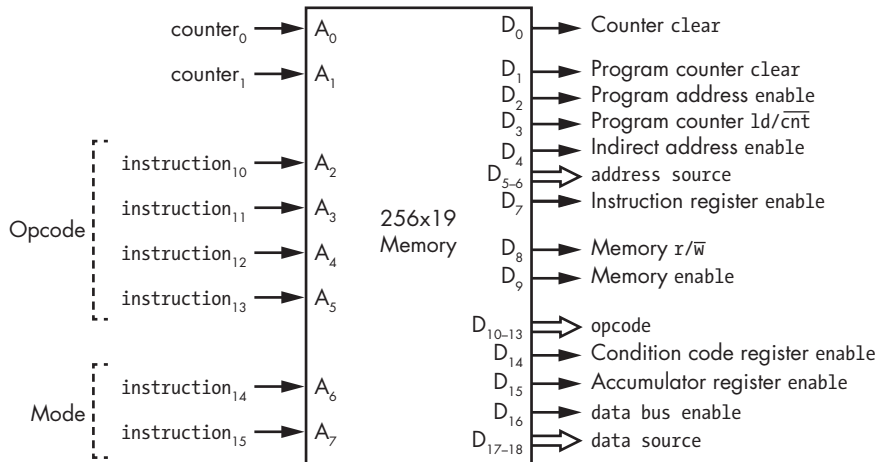 counter₀ A₀ D₀ Counter clear
counter₁ A₁ D₁ Program counter clear
D₂ Program address enable
D₃ Program counter ld/c̅n̅t̅
D₄ Indirect address enable
instruction₁₀ A₂ D₅₋₆ address source
D₇ Instruction register enable
instruction₁₁ A₃
Opcode 256x19
Memory
instruction₁₂ A₄ D₈ Memory r/w̅
D₉ Memory enable
instruction₁₃ A₅
D₁₀₋₁₃ opcode
D₁₄ Condition code register enable
instruction₁₄ A₆ D₁₅ Accumulator register enable
Mode D₁₆ data bus enable
instruction₁₅ A₇ D₁₇₋₁₈ data source